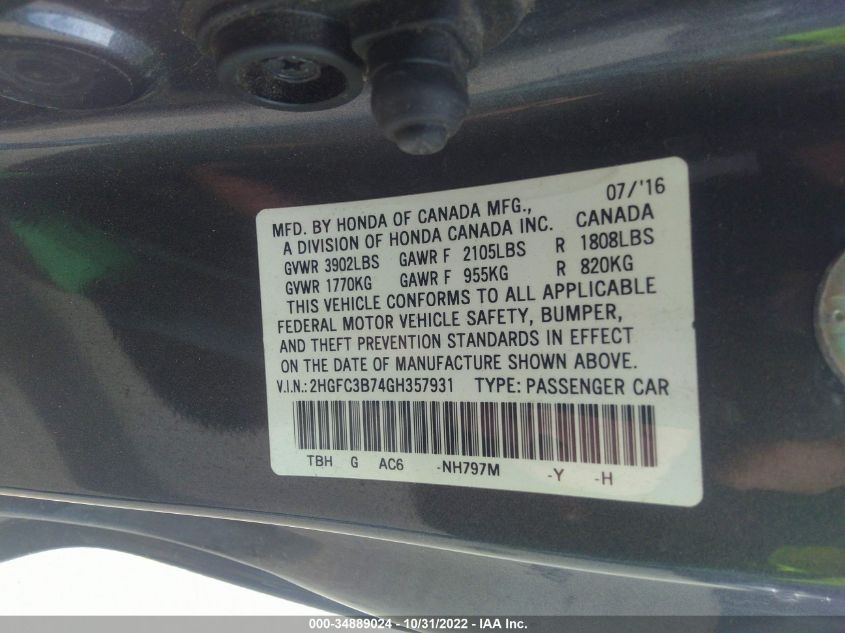 07/'16
MFD. BY HONDA OF CANADA MFG.,
A DIVISION OF HONDA CANADA INC. CANADA
GVWR 3902LBS GAWR F 2105LBS R 1808LBS
GVWR 1770KG GAWR F 955KG R 820KG
THIS VEHICLE CONFORMS TO ALL APPLICABLE
FEDERAL MOTOR VEHICLE SAFETY, BUMPER,
AND THEFT PREVENTION STANDARDS IN EFFECT
ON THE DATE OF MANUFACTURE SHOWN ABOVE.
V.I.N.:2HGFC3B74GH357931 TYPE: PASSENGER CAR
TBH G AC6 -NH797M -Y -H
000-34889024 - 10/31/2022 - YYM - E.M.C.